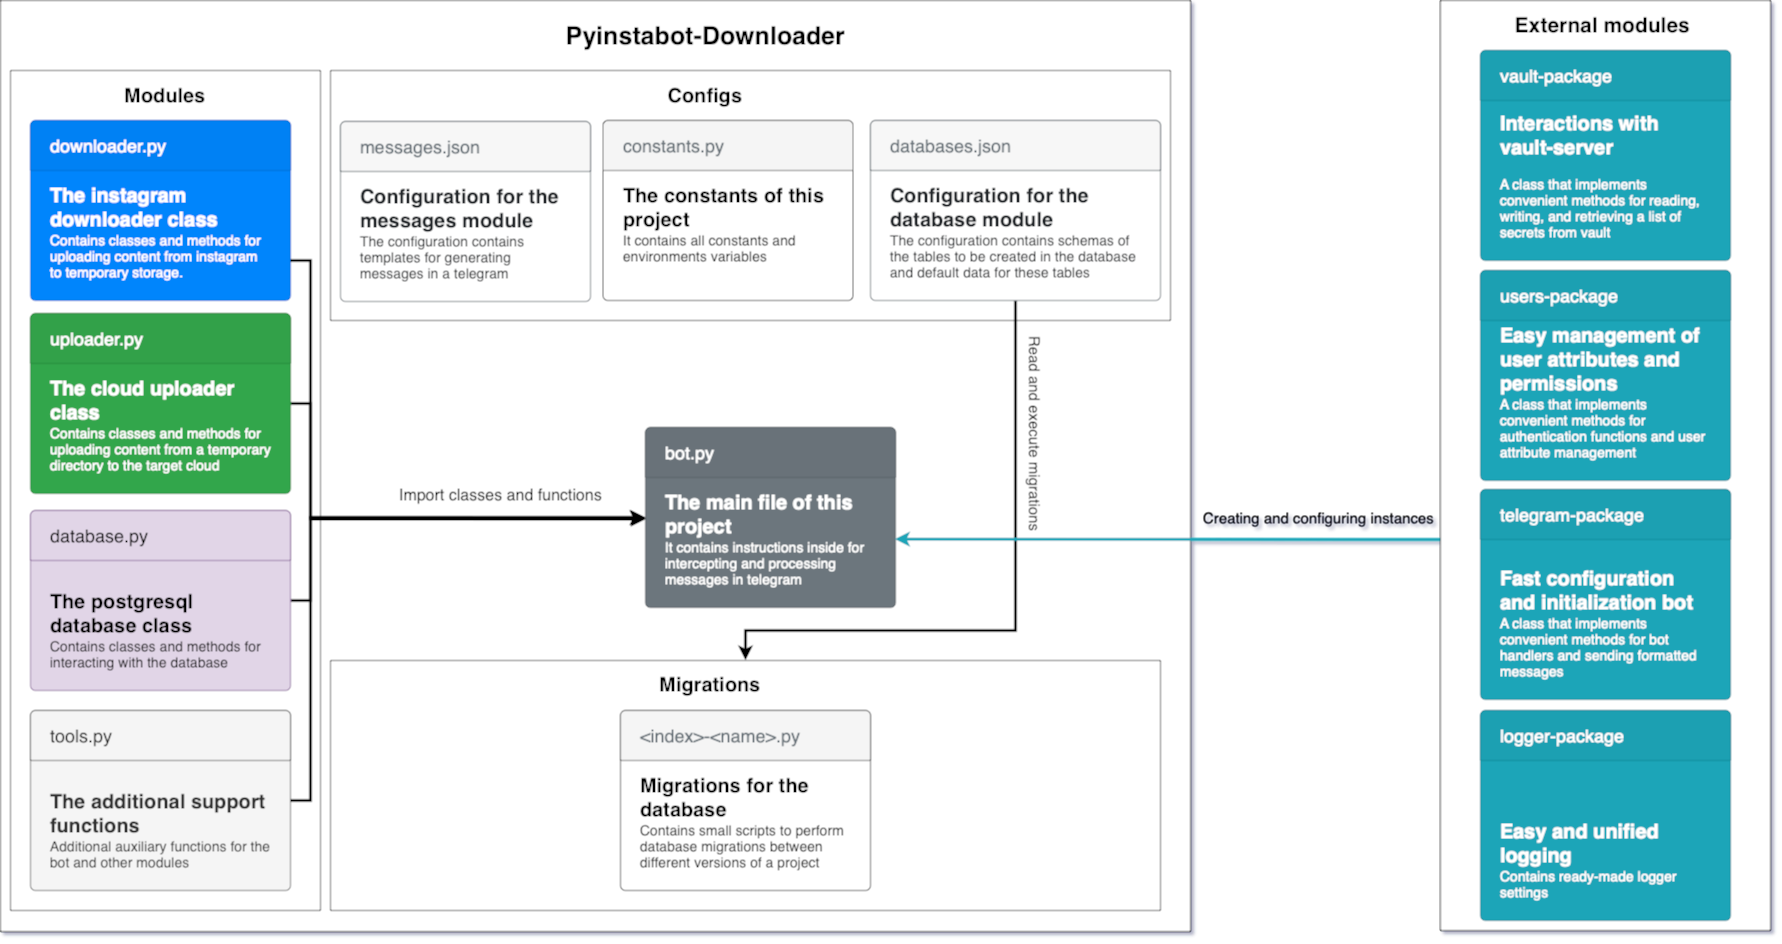 Pyinstabot-Downloader
Modules
downloader.py
The instagram
downloader class
Contains classes and methods for
uploading content from instagram
to temporary storage.
uploader.py
The cloud uploader
class
Contains classes and methods for
uploading content from a temporary
directory to the target cloud
database.py
The postgresql
database class
Contains classes and methods for
interacting with the database
tools.py
The additional support
functions
Additional auxiliary functions for the
bot and other modules
Configs
messages.json
Configuration for the
messages module
The configuration contains
templates for generating
messages in a telegram
constants.py
The constants of this
project
It contains all constants and
environments variables
databases.json
Configuration for the
database module
The configuration contains schemas of
the tables to be created in the database
and default data for these tables
Read and execute migrations
Import classes and functions
bot.py
The main file of this
project
It contains instructions inside for
intercepting and processing
messages in telegram
Creating and configuring instances
Migrations
<index>-<name>.py
Migrations for the
database
Contains small scripts to perform
database migrations between
different versions of a project
External modules
vault-package
Interactions with
vault-server
A class that implements
convenient methods for reading,
writing, and retrieving a list of
secrets from vault
users-package
Easy management of
user attributes and
permissions
A class that implements
convenient methods for
authentication functions and user
attribute management
telegram-package
Fast configuration
and initialization bot
A class that implements
convenient methods for bot
handlers and sending formatted
messages
logger-package
Easy and unified
logging
Contains ready-made logger
settings